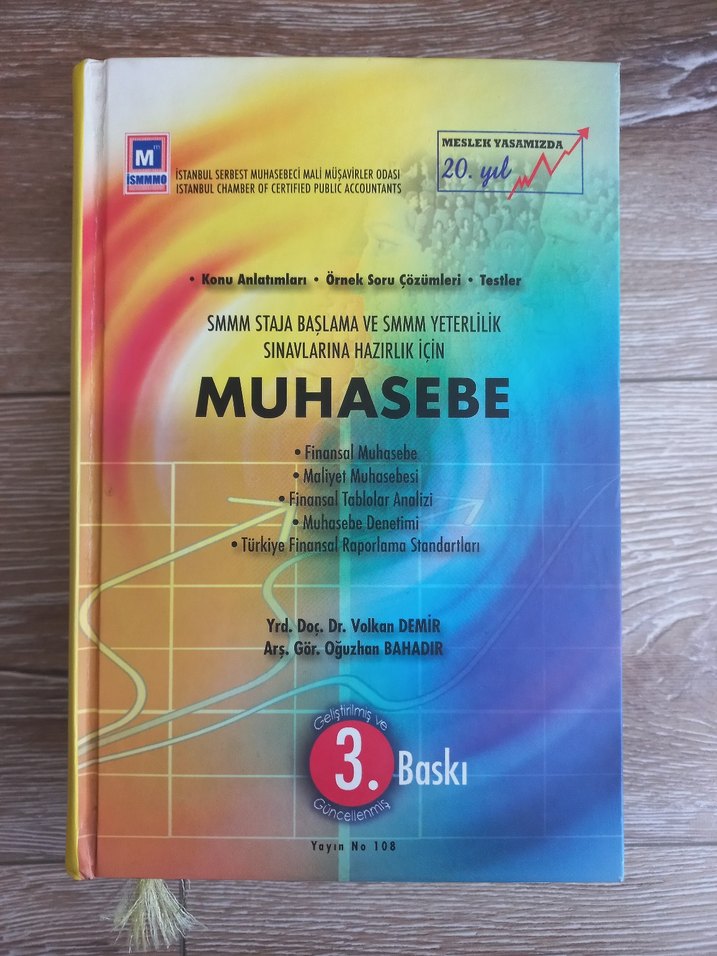 M
m
İSMMMO
İSTANBUL SERBEST MUHASEBECİ MALİ MÜŞAVİRLER ODASI
ISTANBUL CHAMBER OF CERTIFIED PUBLIC ACCOUNTANTS
MESLEK YASAMIZDA
20. yıl
• Konu Anlatımları • Örnek Soru Çözümleri • Testler
SMMM STAJA BAŞLAMA VE SMMM YETERLİLİK
SINAVLARINA HAZIRLIK İÇİN
MUHASEBE
• Finansal Muhasebe
• Maliyet Muhasebesi
• Finansal Tablolar Analizi
• Muhasebe Denetimi
• Türkiye Finansal Raporlama Standartları
Yrd. Doç. Dr. Volkan DEMİR
Arş. Gör. Oğuzhan BAHADIR
Geliştirilmiş ve
3. Baskı
Güncellenmiş
Yayın No 108